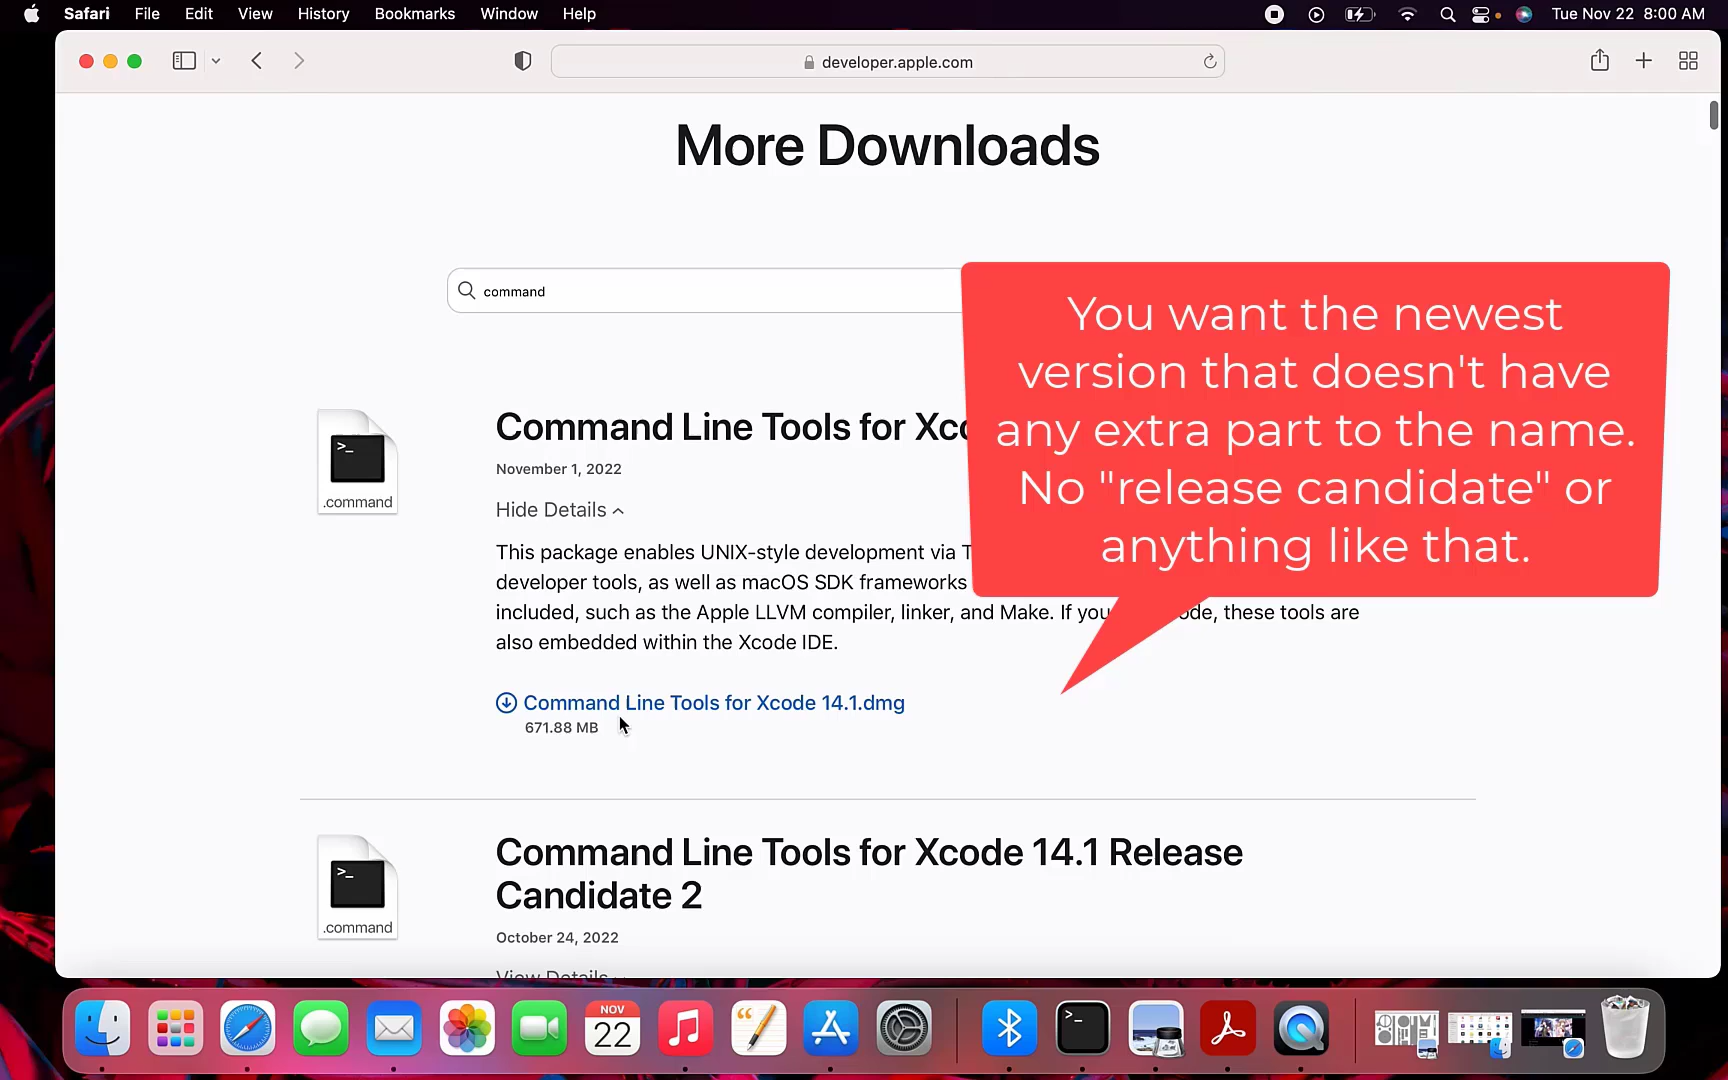 Safari File Edit View History Bookmarks Window Help Tue Nov 22 8:00 AM
developer.apple.com
More Downloads
command
You want the newest
version that doesn't have
any extra part to the name.
No "release candidate" or
anything like that.
Command Line Tools for Xco
November 1, 2022
Hide Details
This package enables UNIX-style development via T
developer tools, as well as macOS SDK frameworks
included, such as the Apple LLVM compiler, linker, and Make. If you de, these tools are
also embedded within the Xcode IDE.
>_
.command
Command Line Tools for Xcode 14.1.dmg
671.88 MB
Command Line Tools for Xcode 14.1 Release
Candidate 2
October 24, 2022
View Details
>_
.command
NOV
22
>_